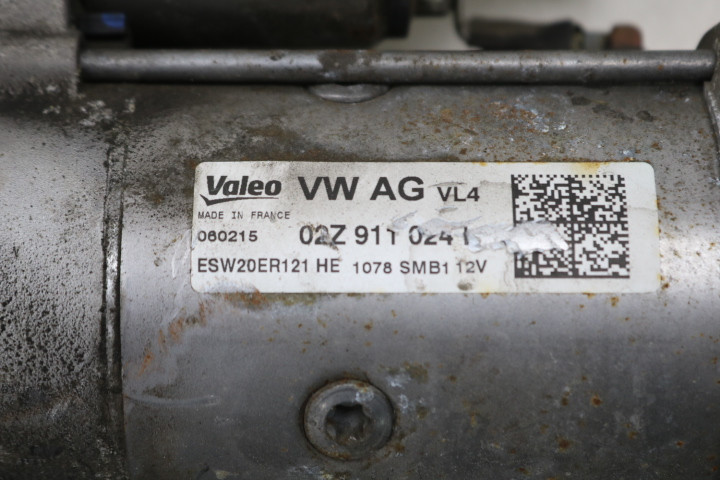 Valeo VW AG VL4
MADE IN FRANCE
060215 02Z 911 024
ESW20ER121 HE 1078 SMB1 12V